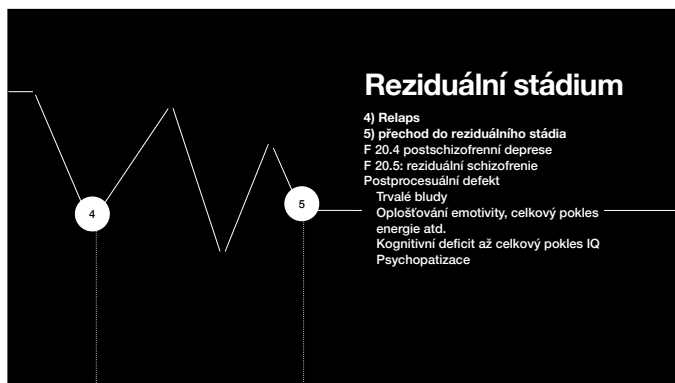 Reziduální stádium
4) Relaps
5) přechod do reziduálního stádia
F 20.4 postschizofrenní deprese
F 20.5: reziduální schizofrenie
Postprocesuální defekt
Trvalé bludy
Oplošťování emotivity, celkový pokles
energie atd.
Kognitivní deficit až celkový pokles IQ
Psychopatizace
4
5